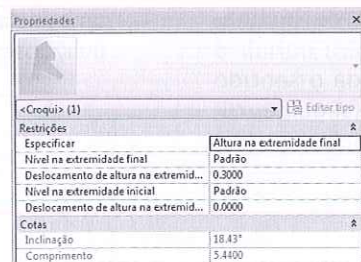 Propriedades
<Croqui> (1) Editar tipo
Restrições
Especificar Altura na extremidade final
Nível na extremidade final Padrão
Deslocamento de altura na extremid... 0.3000
Nível na extremidade inicial Padrão
Deslocamento de altura na extremid... 0.0000
Cotas
Inclinação 18.43°
Comprimento 5.4400